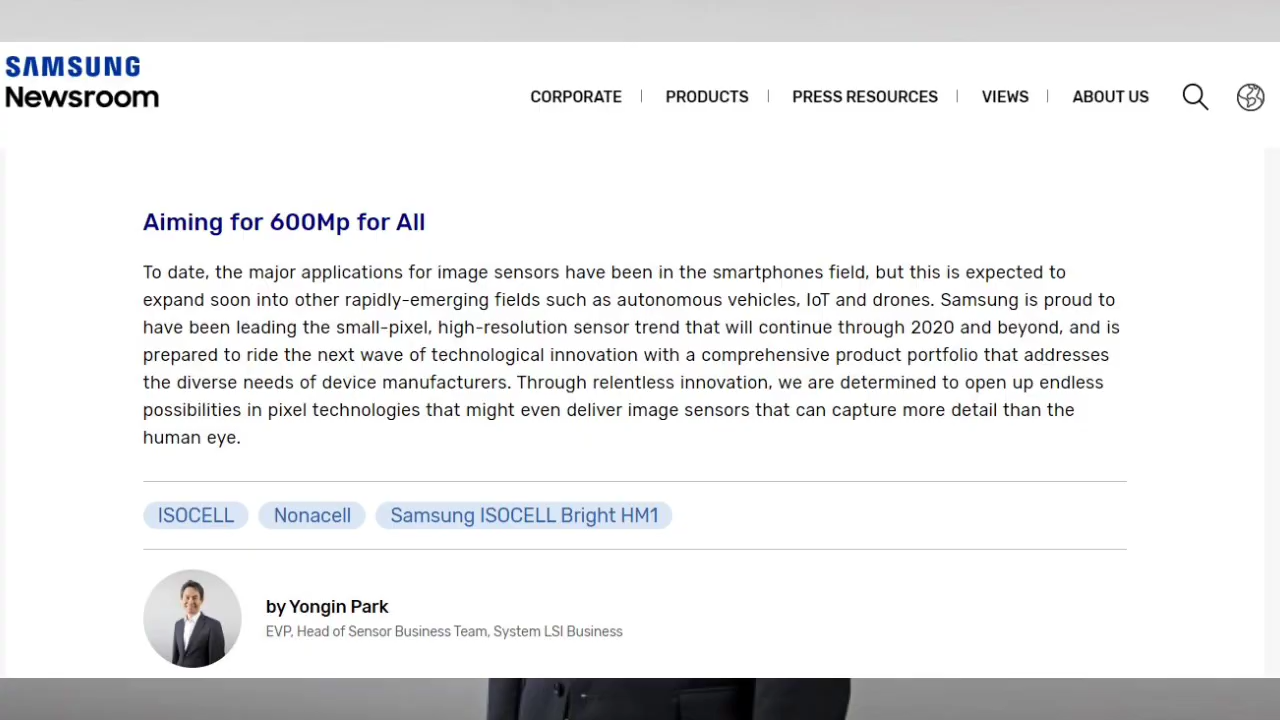 SAMSUNG
Newsroom
CORPORATE
PRODUCTS
PRESS RESOURCES
VIEWS
ABOUT US
Aiming for 600Mp for All
To date, the major applications for image sensors have been in the smartphones field, but this is expected to
expand soon into other rapidly-emerging fields such as autonomous vehicles, IoT and drones. Samsung is proud to
have been leading the small-pixel, high-resolution sensor trend that will continue through 2020 and beyond, and is
prepared to ride the next wave of technological innovation with a comprehensive product portfolio that addresses
the diverse needs of device manufacturers. Through relentless innovation, we are determined to open up endless
possibilities in pixel technologies that might even deliver image sensors that can capture more detail than the
human eye.
ISOCELL
Nonacell
Samsung ISOCELL Bright HM1
by Yongin Park
EVP, Head of Sensor Business Team, System LSI Business